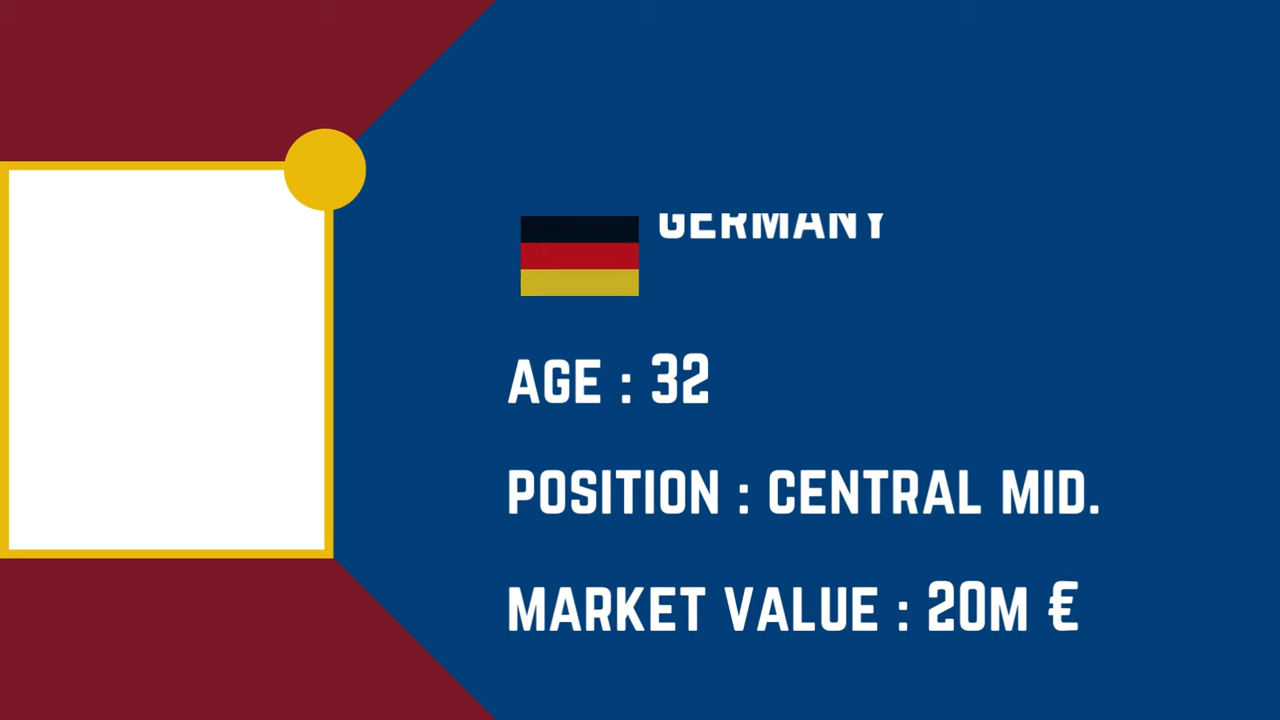 GERMANY
AGE : 32
POSITION : CENTRAL MID.
MARKET VALUE : 20M €